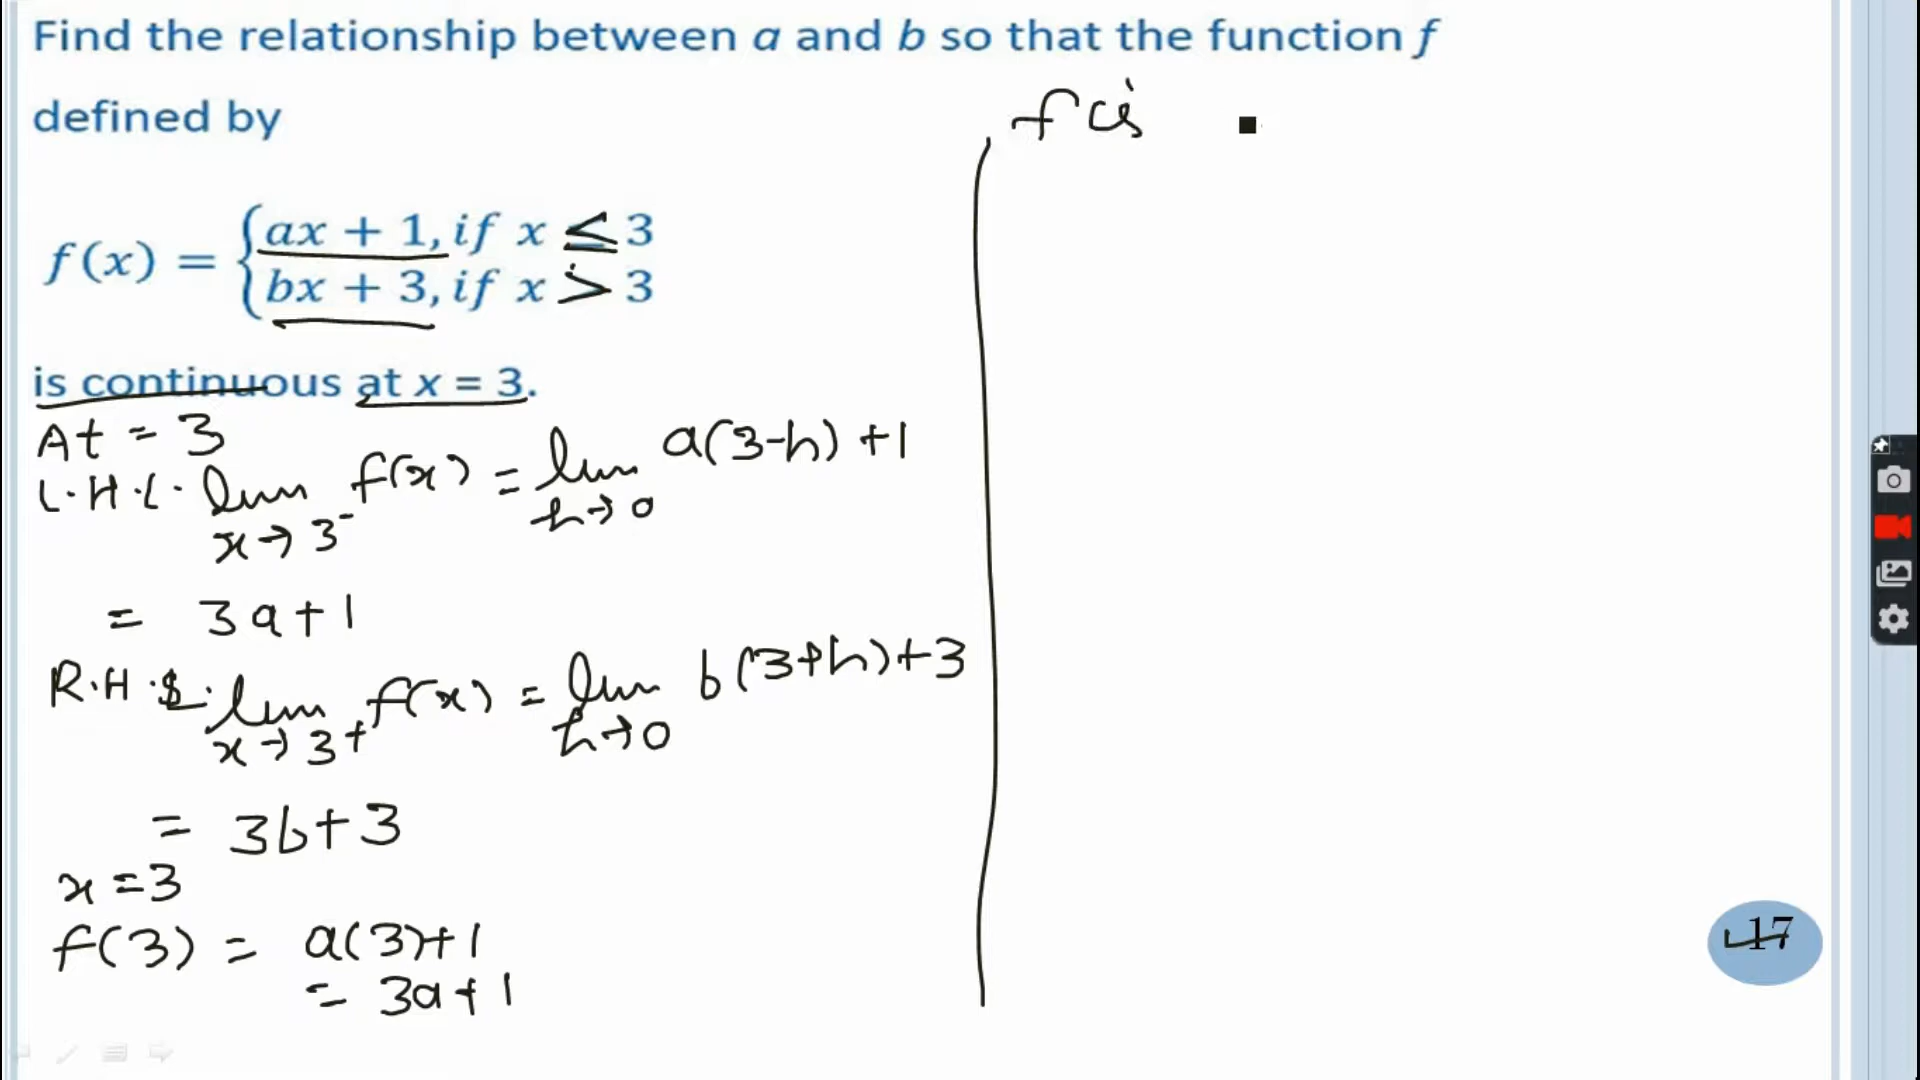 Find the relationship between a and b so that the function f
defined by
f(x) = {ax + 1, if x ≤ 3
bx + 3, if x > 3
is continuous at x = 3.
At = 3
L.H.L. lim x→3⁻ f(x) = lim h→0 a(3-h)+1
= 3a+1
R.H.L. lim x→3+ f(x) = lim h→0 b(3+h)+3
= 3b+3
x=3
f(3) = a(3)+1
= 3a+1
f is
17